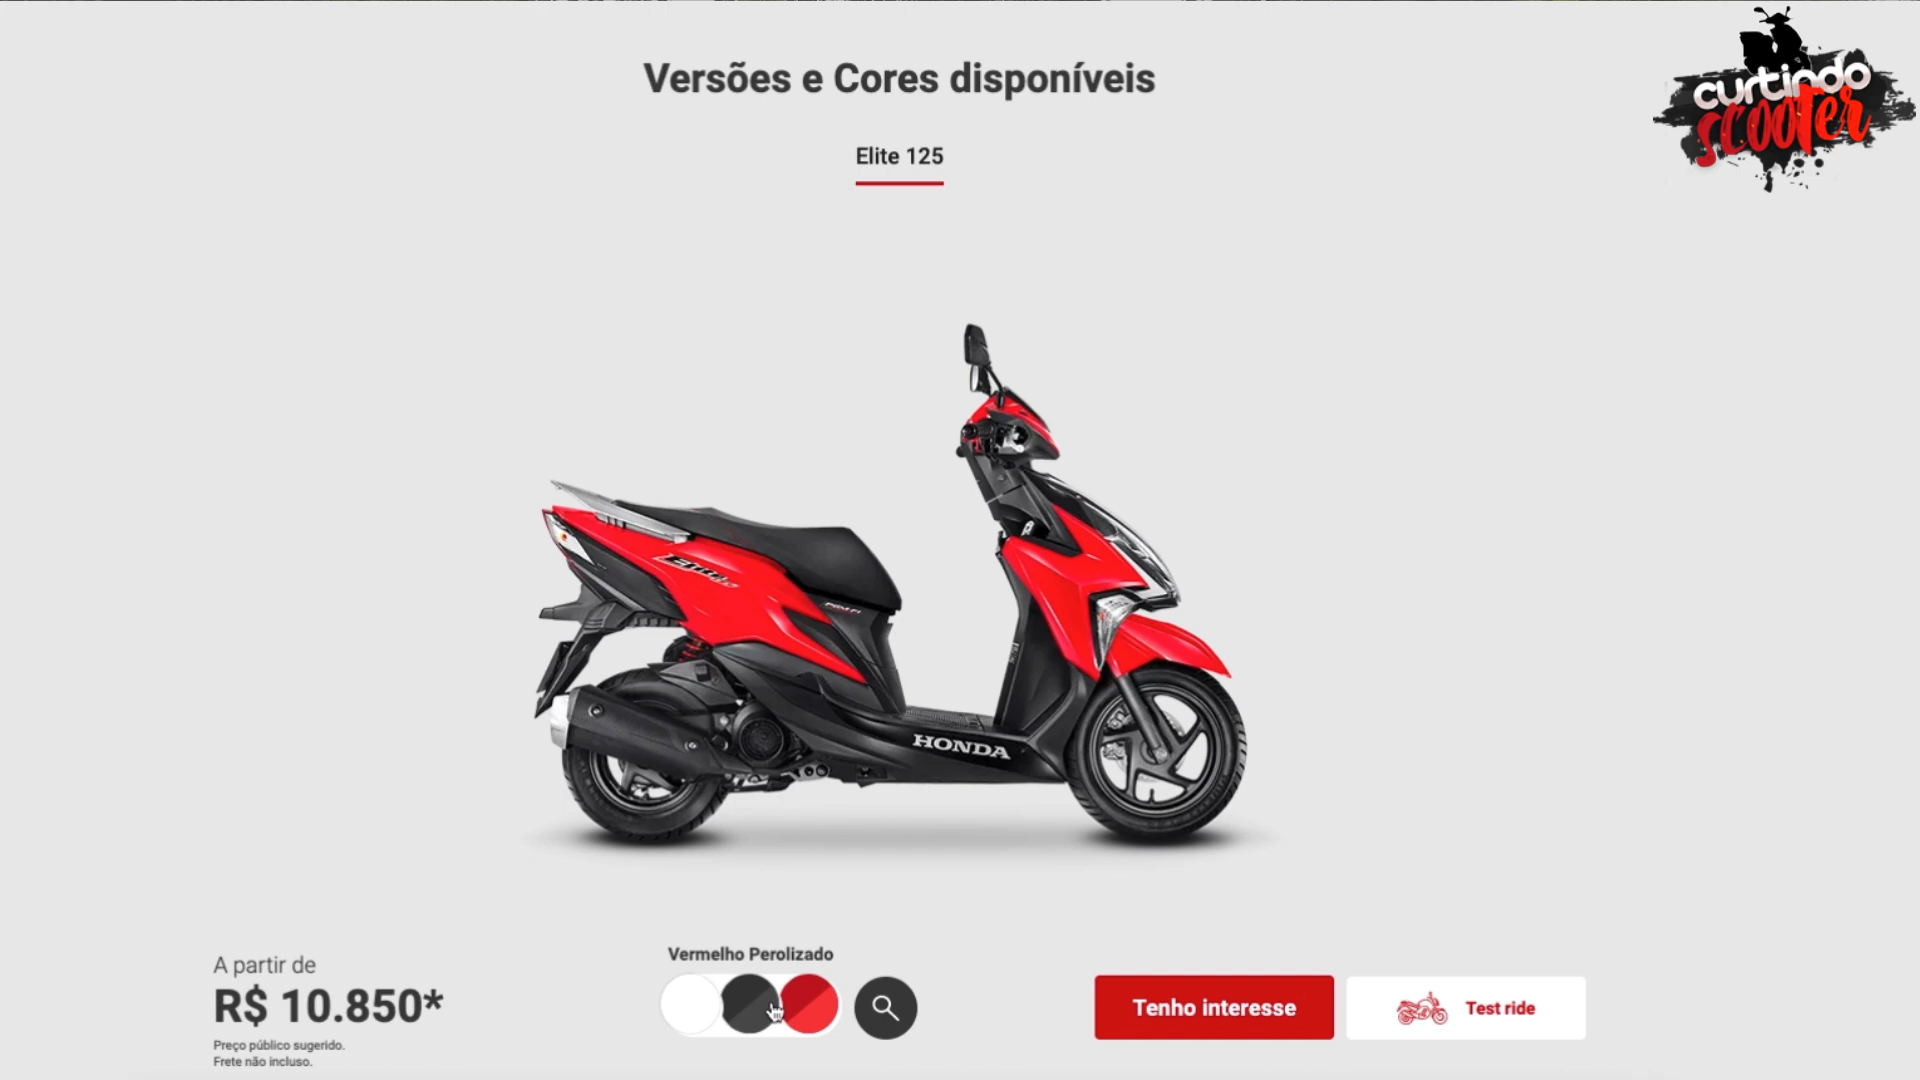 Versões e Cores disponíveis
curtindo
scooter
Elite 125
Elite
HONDA
A partir de
R$ 10.850*
Preço público sugerido.
Frete não incluso.
Vermelho Perolizado
Tenho interesse
Test ride